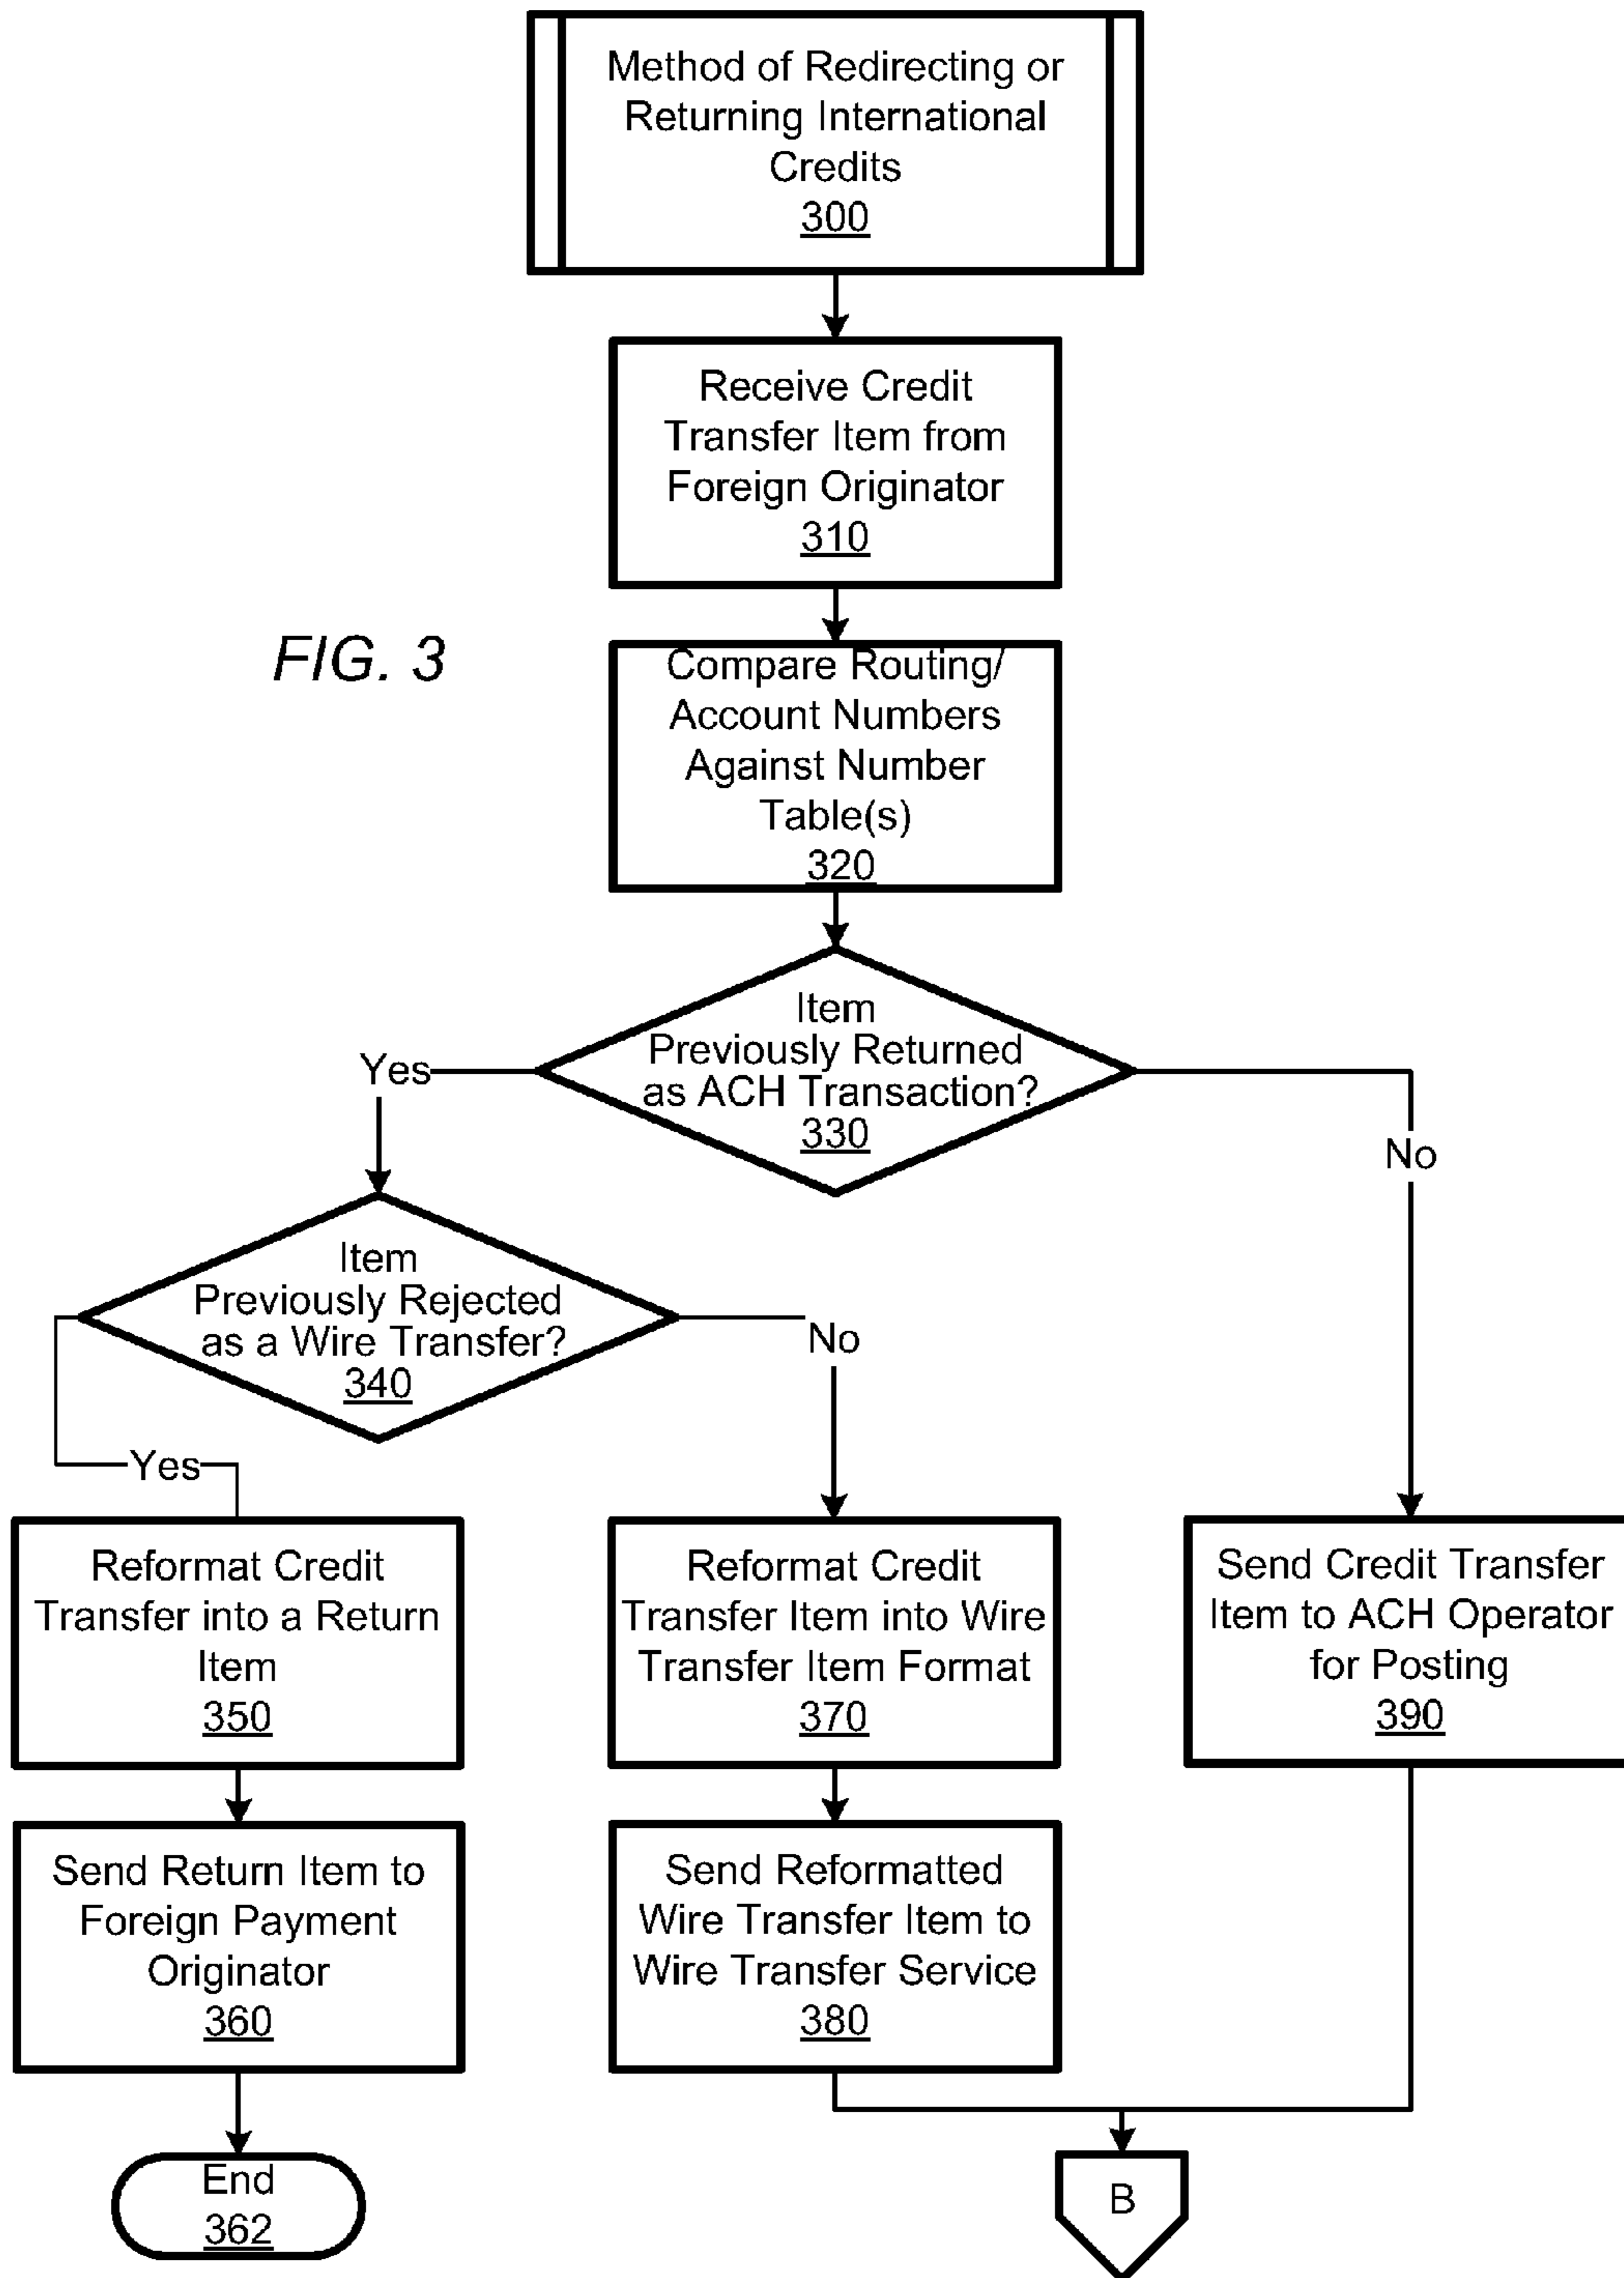 Method of Redirecting or
Returning International
Credits
300
Receive Credit
Transfer Item from
Foreign Originator
310
FIG. 3
Compare Routing/
Account Numbers
Against Number
Table(s)
320
Item
Previously Returned
as ACH Transaction?
330
Yes
No
Item
Previously Rejected
as a Wire Transfer?
340
No
Yes
Reformat Credit
Transfer into a Return
Item
350
Reformat Credit
Transfer Item into Wire
Transfer Item Format
370
Send Credit Transfer
Item to ACH Operator
for Posting
390
Send Return Item to
Foreign Payment
Originator
360
Send Reformatted
Wire Transfer Item to
Wire Transfer Service
380
End
362
B